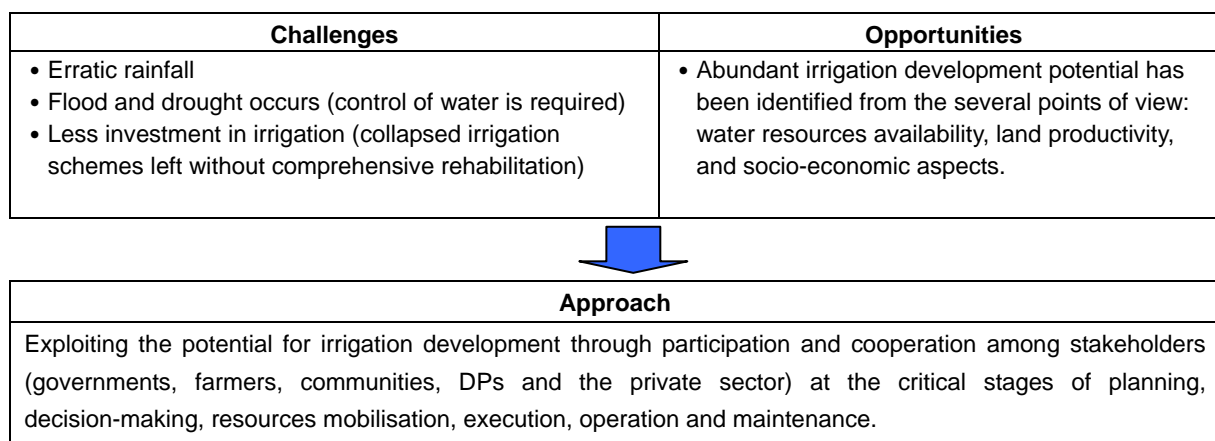 Challenges
• Erratic rainfall
• Flood and drought occurs (control of water is required)
• Less investment in irrigation (collapsed irrigation
schemes left without comprehensive rehabilitation)
Opportunities
• Abundant irrigation development potential has
been identified from the several points of view:
water resources availability, land productivity,
and socio-economic aspects.
Approach
Exploiting the potential for irrigation development through participation and cooperation among stakeholders
(governments, farmers, communities, DPs and the private sector) at the critical stages of planning,
decision-making, resources mobilisation, execution, operation and maintenance.